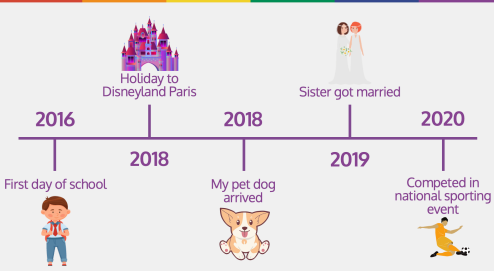 Holiday to
Disneyland Paris
Sister got married
2016
2018
2020
2018
2019
First day of school
My pet dog
arrived
Competed in
national sporting
event